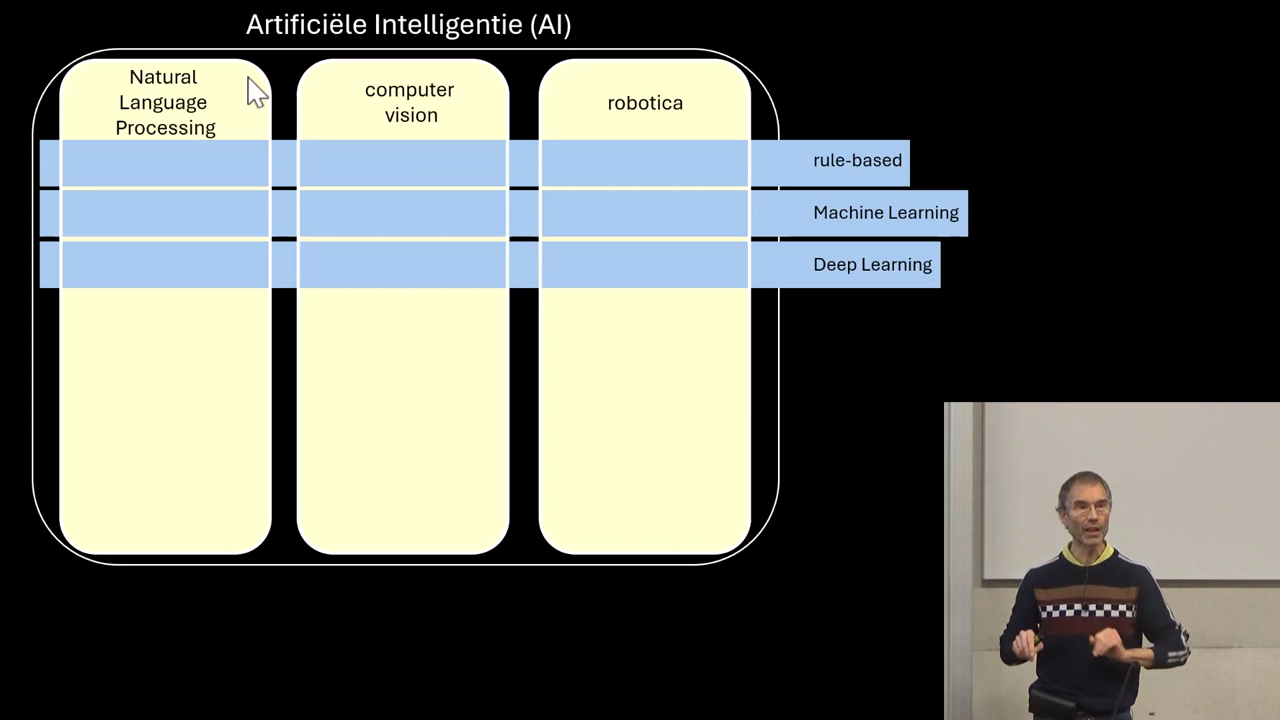 Artificiële Intelligentie (AI)
Natural
Language
Processing
computer
vision
robotica
rule-based
Machine Learning
Deep Learning